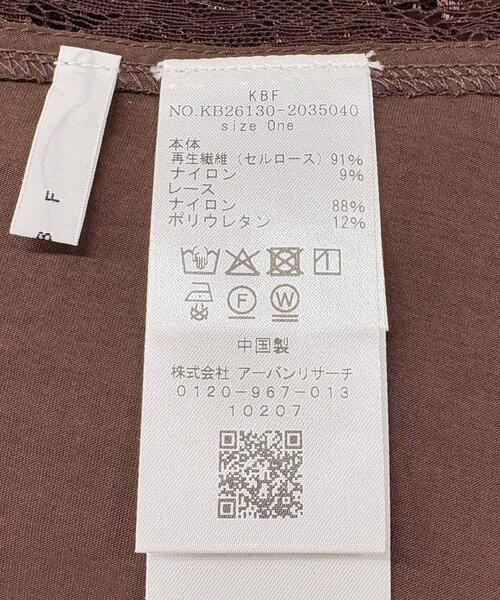 KBF
NO.KB26130-2035040
size One
本体
再生繊維（セルロース）91%
ナイロン 9%
レース
ナイロン 88%
ポリウレタン 12%
F
W
中国製
株式会社 アーバンリサーチ
0120-967-013
10207
F